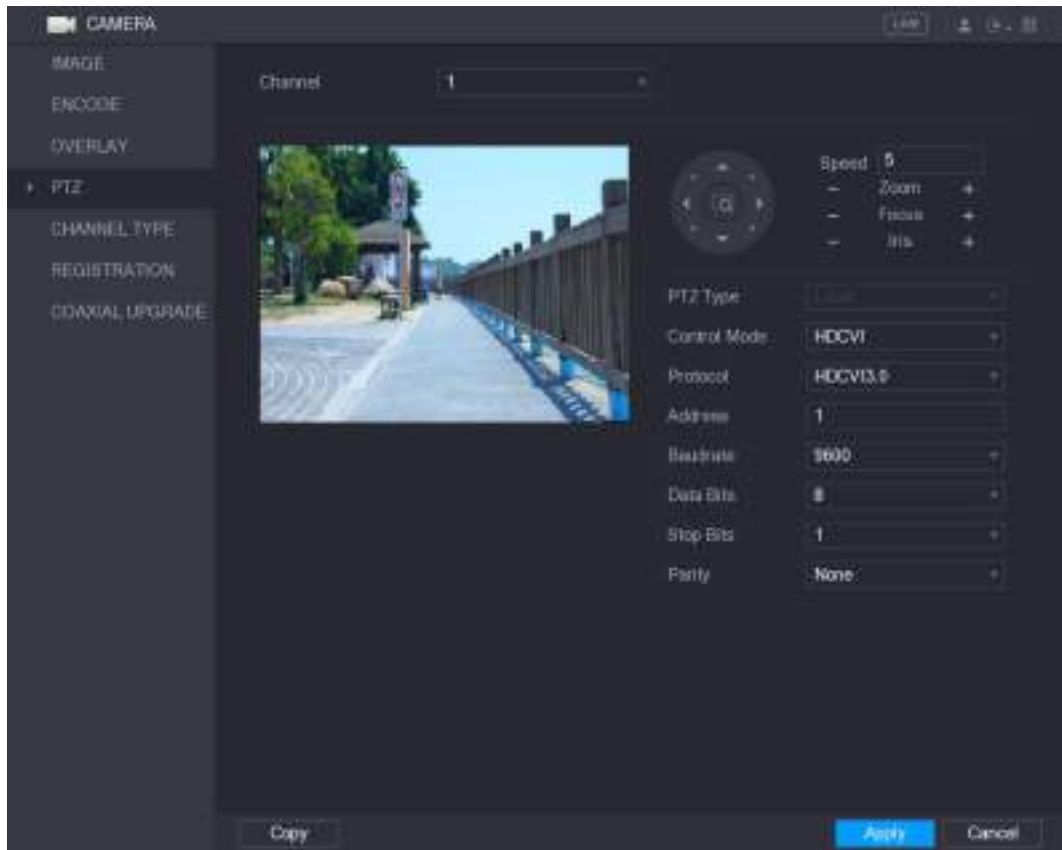 CAMERA
LIVE
IMAGE
ENCODE
OVERLAY
PTZ
CHANNEL TYPE
REGISTRATION
COAXIAL UPGRADE
Channel 1
Speed 5
- Zoom +
- Focus +
- Iris +
PTZ Type
Control Mode HDCVI
Protocol HDCVI3.0
Address 1
Baudrate 9600
Data Bits 8
Stop Bits 1
Parity None
Copy
Apply
Cancel